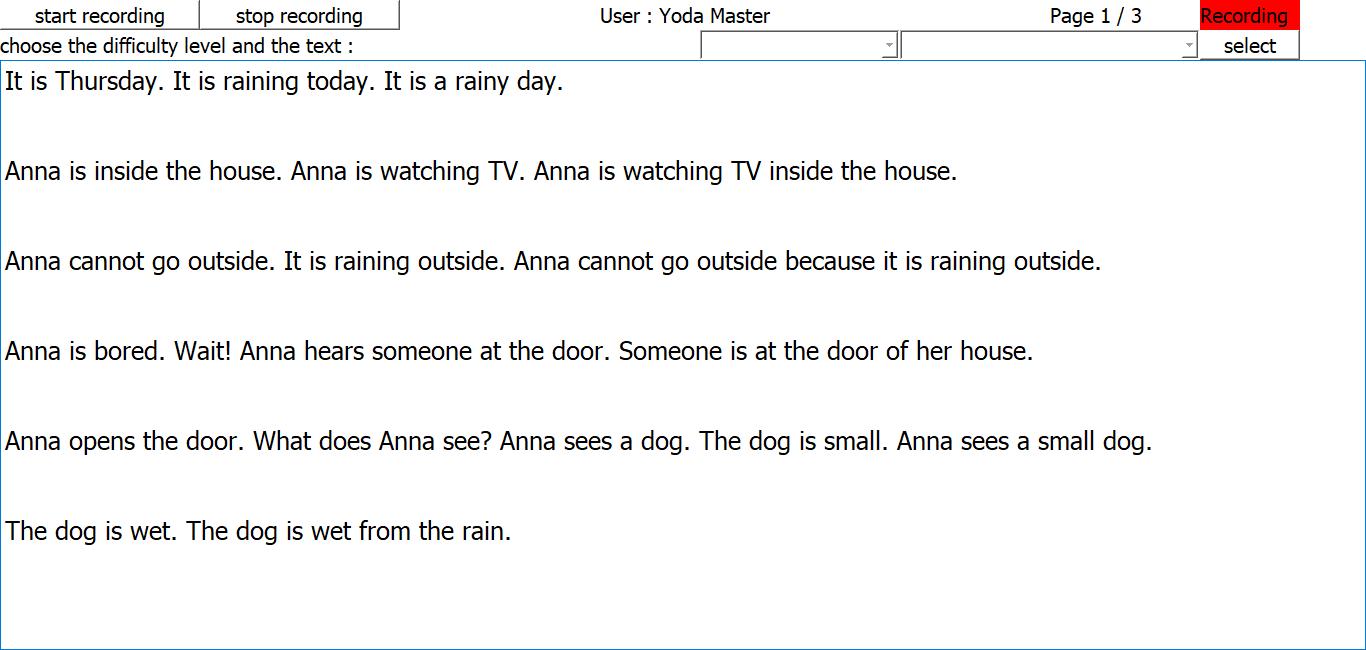 start recording stop recording User : Yoda Master Page 1 / 3 Recording
choose the difficulty level and the text : select
It is Thursday. It is raining today. It is a rainy day.
Anna is inside the house. Anna is watching TV. Anna is watching TV inside the house.
Anna cannot go outside. It is raining outside. Anna cannot go outside because it is raining outside.
Anna is bored. Wait! Anna hears someone at the door. Someone is at the door of her house.
Anna opens the door. What does Anna see? Anna sees a dog. The dog is small. Anna sees a small dog.
The dog is wet. The dog is wet from the rain.